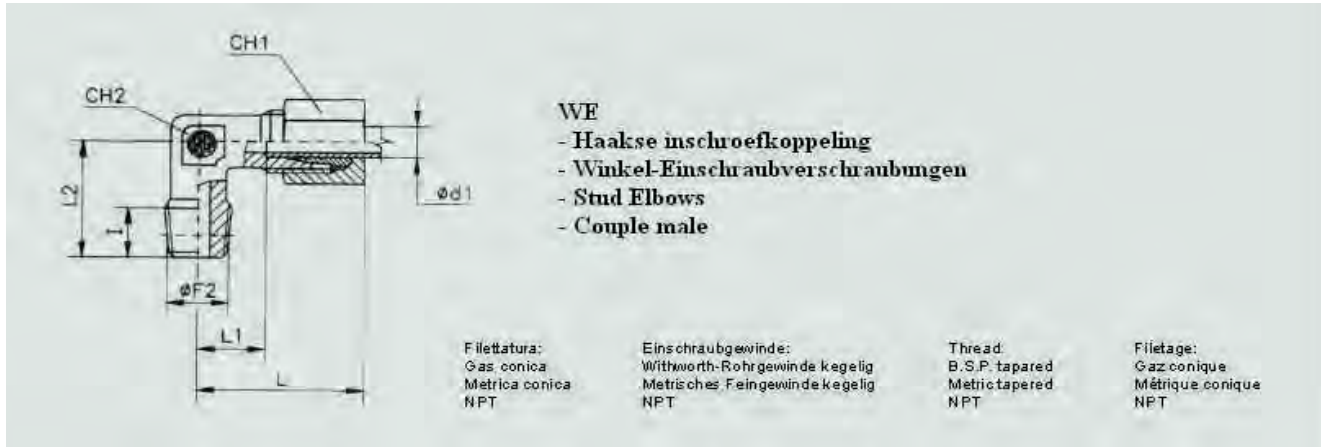 CH1
CH2
WE
- Haakse inschroefkoppeling
- Winkel-Einschraubverschraubungen
- Stud Elbows
- Couple male
Ød1
L2
I
ØF2
L1
L
Filettatura:
Gas conica
Metrica conica
NPT
Einschraubgewinde:
Withworth-Rohrgewinde kegelig
Metrisches Feingewinde kegelig
NPT
Thread:
B.S.P. tapared
Metric tapered
NPT
Filetage:
Gaz conique
Métrique conique
NPT